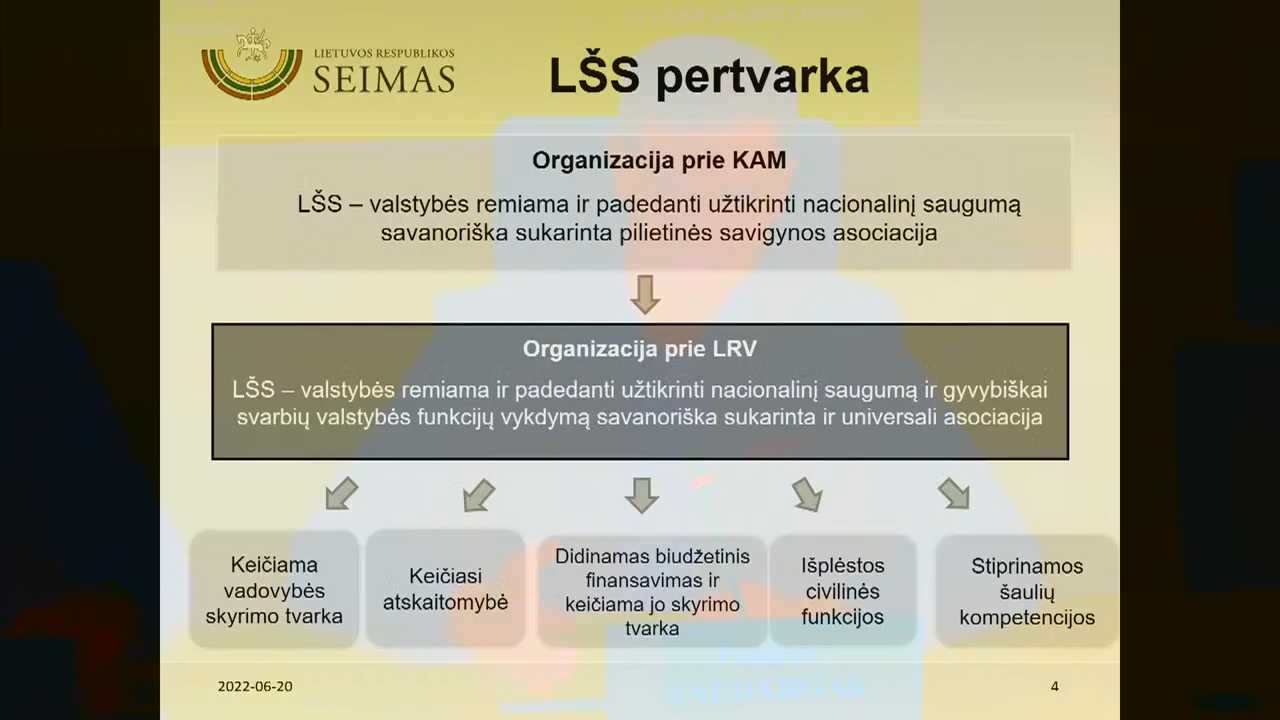 LIETUVOS RESPUBLIKOS
SEIMAS
LŠS pertvarka
Organizacija prie KAM
LŠS – valstybės remiama ir padedanti užtikrinti nacionalinį saugumą
savanoriška sukarinta pilietinės savigynos asociacija
Organizacija prie LRV
LŠS – valstybės remiama ir padedanti užtikrinti nacionalinį saugumą ir gyvybiškai
svarbių valstybės funkcijų vykdymą savanoriška sukarinta ir universali asociacija
Keičiama
vadovybės
skyrimo tvarka
Keičiasi
atskaitomybė
Didinamas biudžetinis
finansavimas ir
keičiama jo skyrimo
tvarka
Išplėstos
civilinės
funkcijos
Stiprinamos
šaulių
kompetencijos
SAUDARGAS
2022-06-20
4